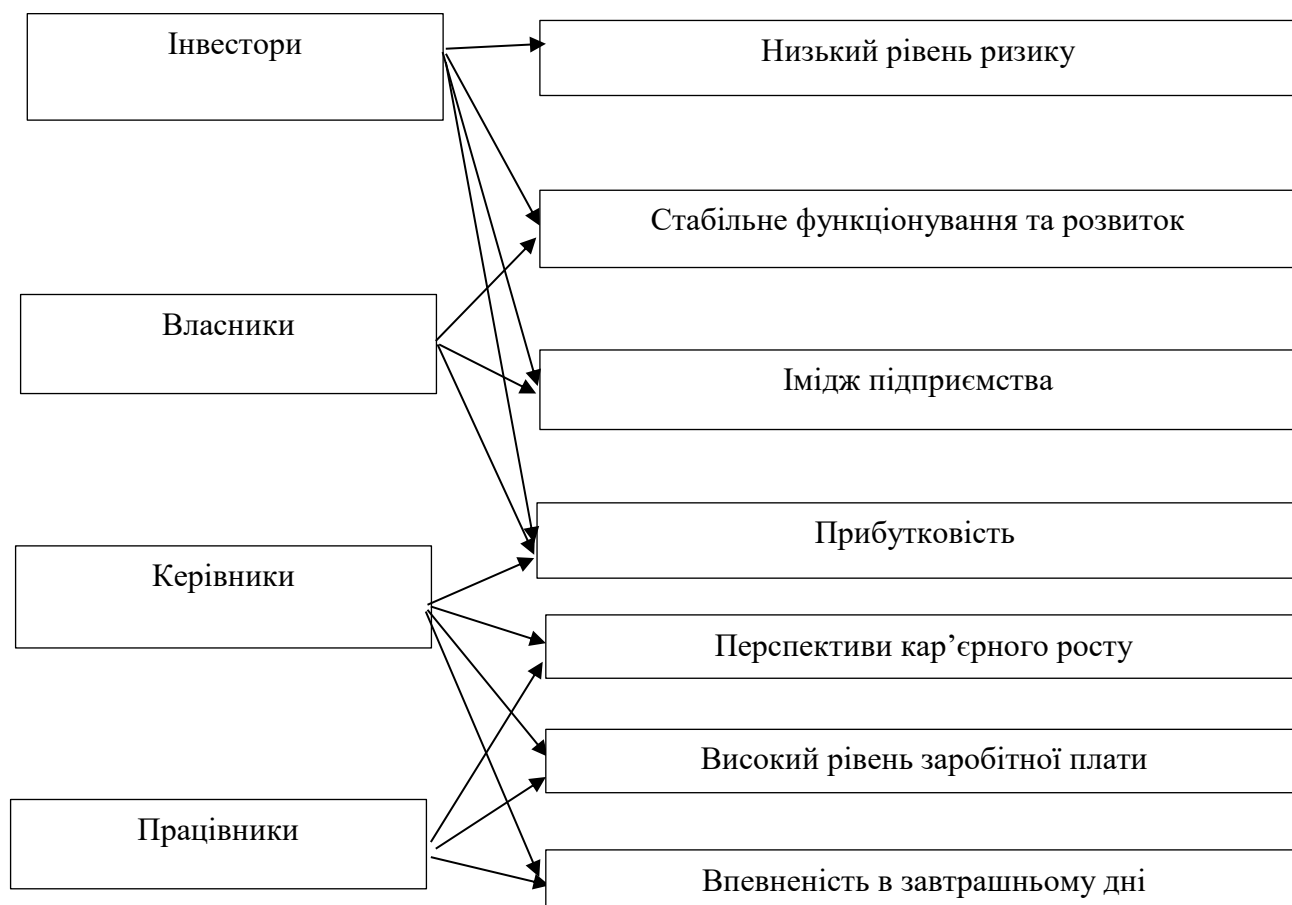 Інвестори
Низький рівень ризику
Стабільне функціонування та розвиток
Власники
Імідж підприємства
Прибутковість
Керівники
Перспективи кар’єрного росту
Високий рівень заробітної плати
Працівники
Впевненість в завтрашньому дні